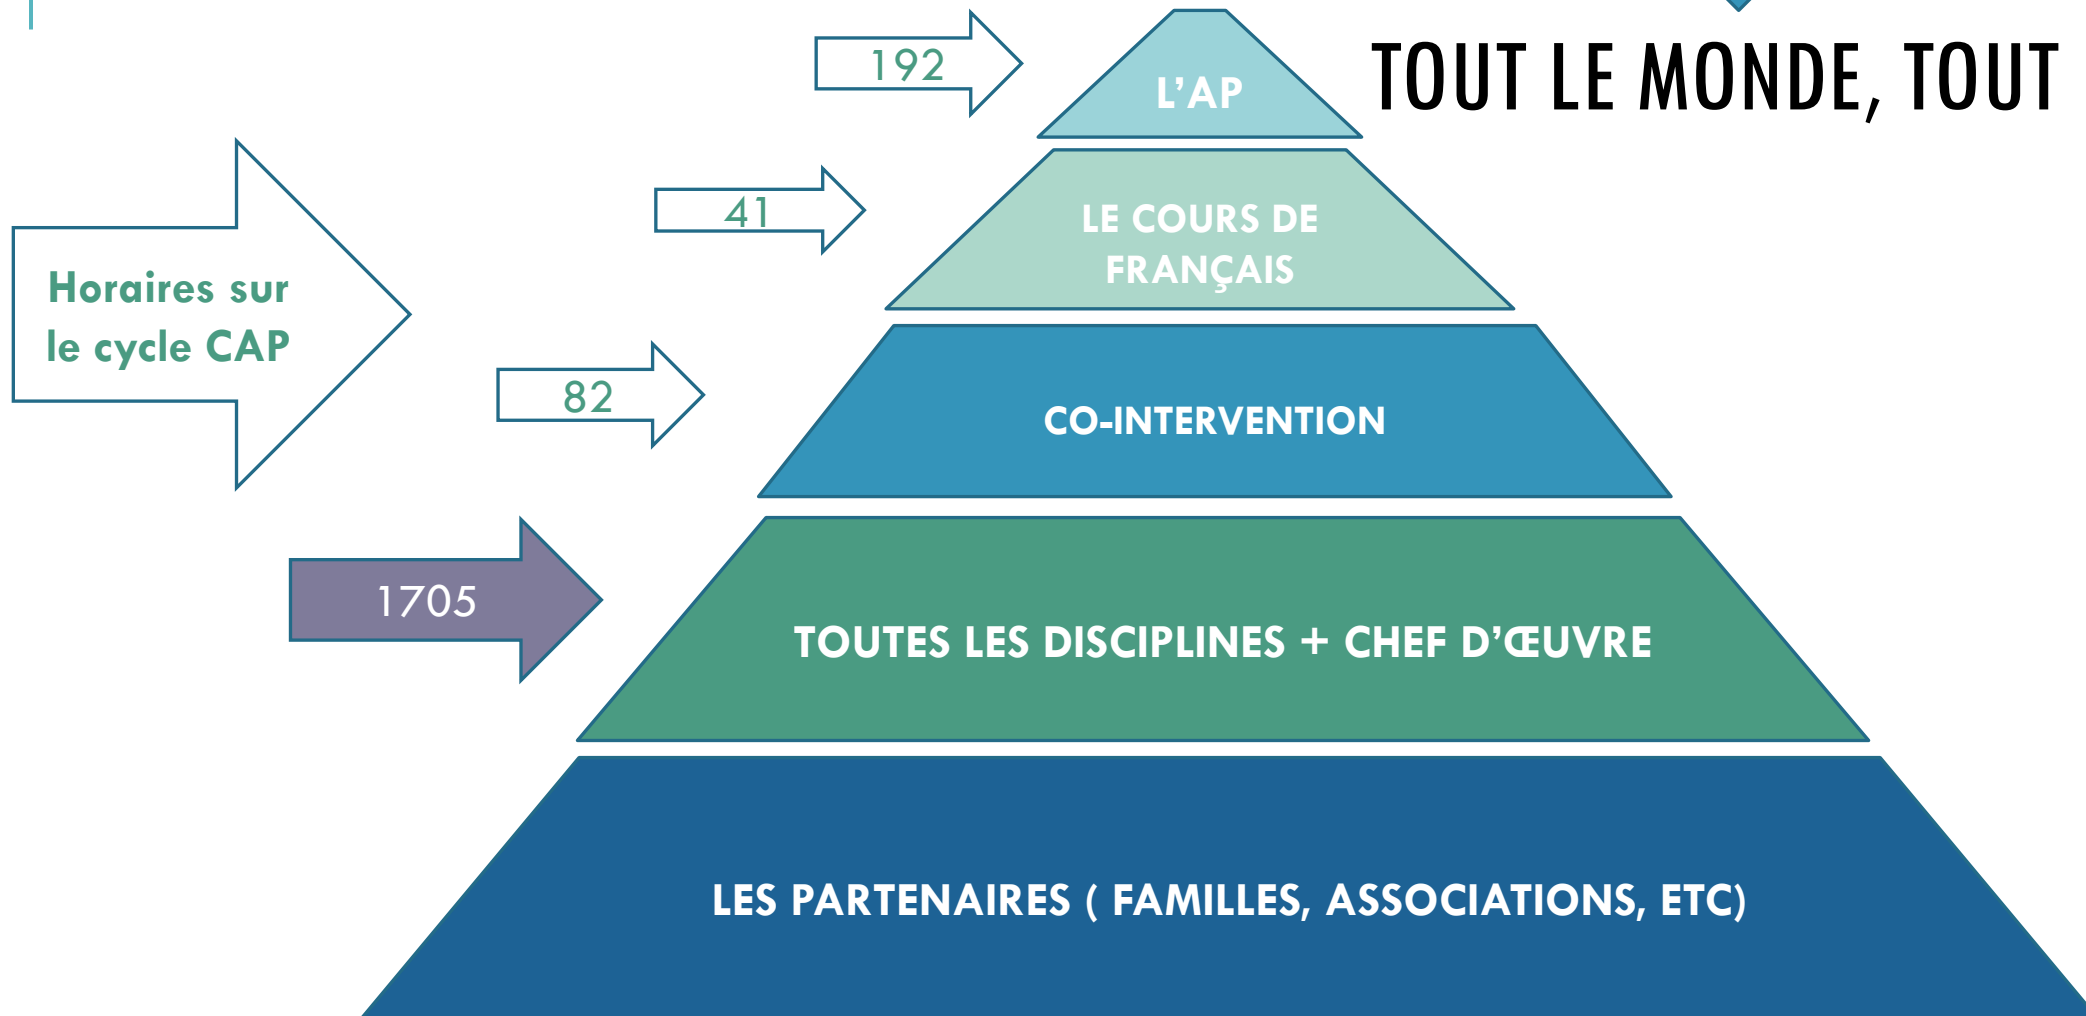 TOUT LE MONDE, TOUT
192
L'AP
41
LE COURS DE
FRANÇAIS
Horaires sur
le cycle CAP
82
CO-INTERVENTION
1705
TOUTES LES DISCIPLINES + CHEF D'ŒUVRE
LES PARTENAIRES ( FAMILLES, ASSOCIATIONS, ETC)